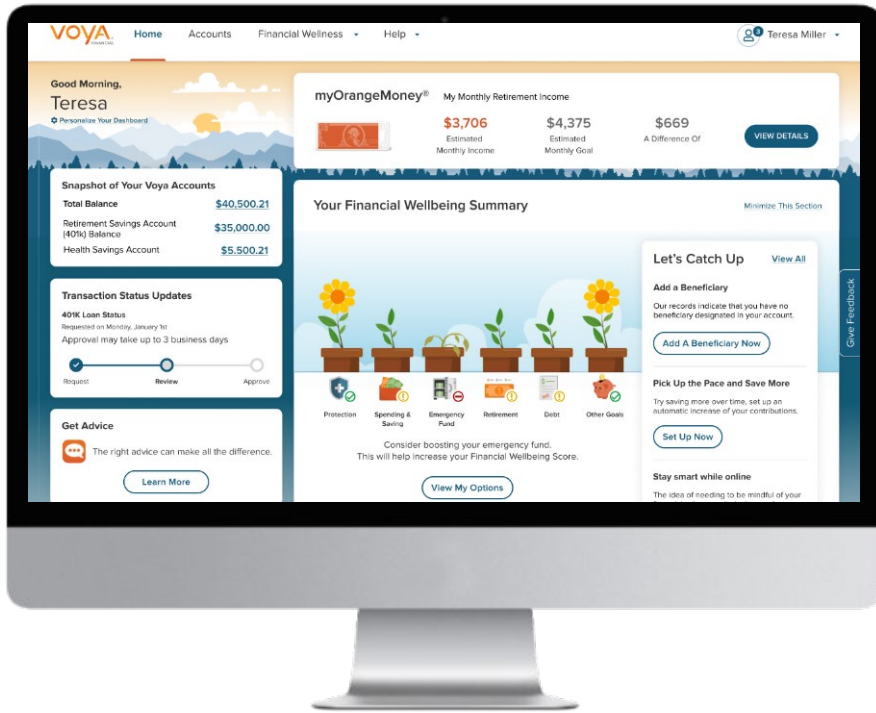 VOYA
FINANCIAL
Home
Accounts
Financial Wellness
Help
3
Teresa Miller
Good Morning,
Teresa
Personalize Your Dashboard
myOrangeMoney®
My Monthly Retirement Income
$3,706
Estimated
Monthly Income
$4,375
Estimated
Monthly Goal
$669
A Difference Of
VIEW DETAILS
Snapshot of Your Voya Accounts
Total Balance
$40,500.21
Retirement Savings Account
(401k) Balance
$35,000.00
Health Savings Account
$5.500.21
Transaction Status Updates
401K Loan Status
Requested on Monday, January 1st
Approval may take up to 3 business days
Request
Review
Approve
Get Advice
The right advice can make all the difference.
Learn More
Your Financial Wellbeing Summary
Minimize This Section
Protection
Spending &
Saving
Emergency
Fund
Retirement
Debt
Other Goals
Consider boosting your emergency fund.
This will help increase your Financial Wellbeing Score.
View My Options
Let's Catch Up
View All
Add a Beneficiary
Our records indicate that you have no
beneficiary designated in your account.
Add A Beneficiary Now
Pick Up the Pace and Save More
Try saving more over time, set up an
automatic increase of your contributions.
Set Up Now
Stay smart while online
The idea of needing to be mindful of your
Give Feedback